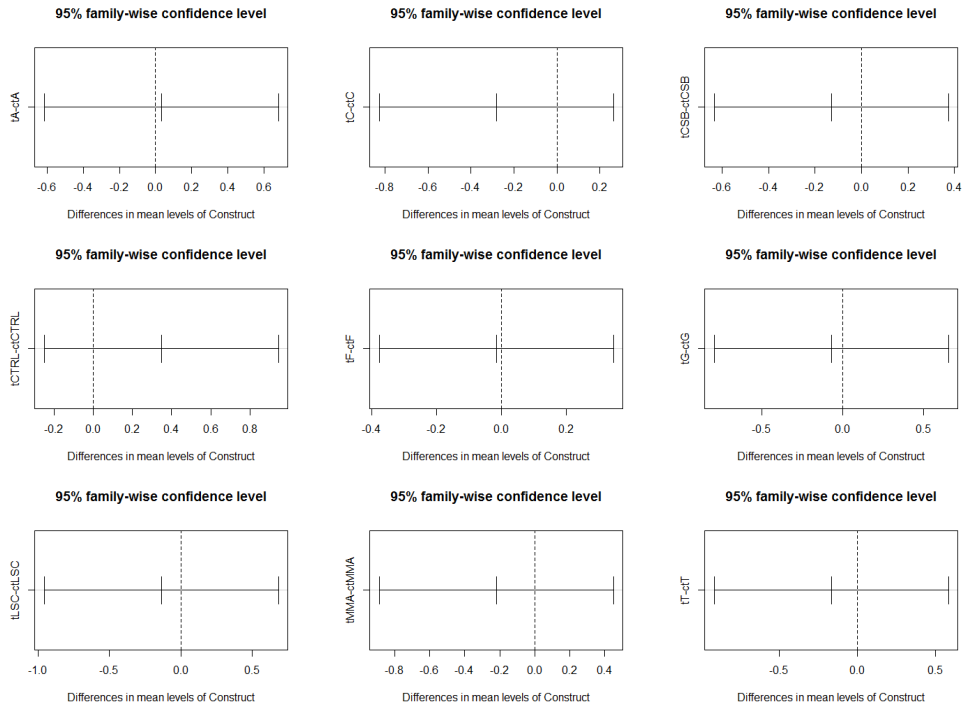 95% family-wise confidence level
tA-ctA
-0.6 -0.4 -0.2 0.0 0.2 0.4 0.6
Differences in mean levels of Construct
95% family-wise confidence level
tC-ctC
-0.8 -0.6 -0.4 -0.2 0.0 0.2
Differences in mean levels of Construct
95% family-wise confidence level
tCSB-ctCSB
-0.6 -0.4 -0.2 0.0 0.2 0.4
Differences in mean levels of Construct
95% family-wise confidence level
tCTRL-ctCTRL
-0.2 0.0 0.2 0.4 0.6 0.8
Differences in mean levels of Construct
95% family-wise confidence level
tF-ctF
-0.4 -0.2 0.0 0.2
Differences in mean levels of Construct
95% family-wise confidence level
tG-ctG
-0.5 0.0 0.5
Differences in mean levels of Construct
95% family-wise confidence level
tLSC-ctLSC
-1.0 -0.5 0.0 0.5
Differences in mean levels of Construct
95% family-wise confidence level
tMMA-ctMMA
-0.8 -0.6 -0.4 -0.2 0.0 0.2 0.4
Differences in mean levels of Construct
95% family-wise confidence level
tT-ctT
-0.5 0.0 0.5
Differences in mean levels of Construct